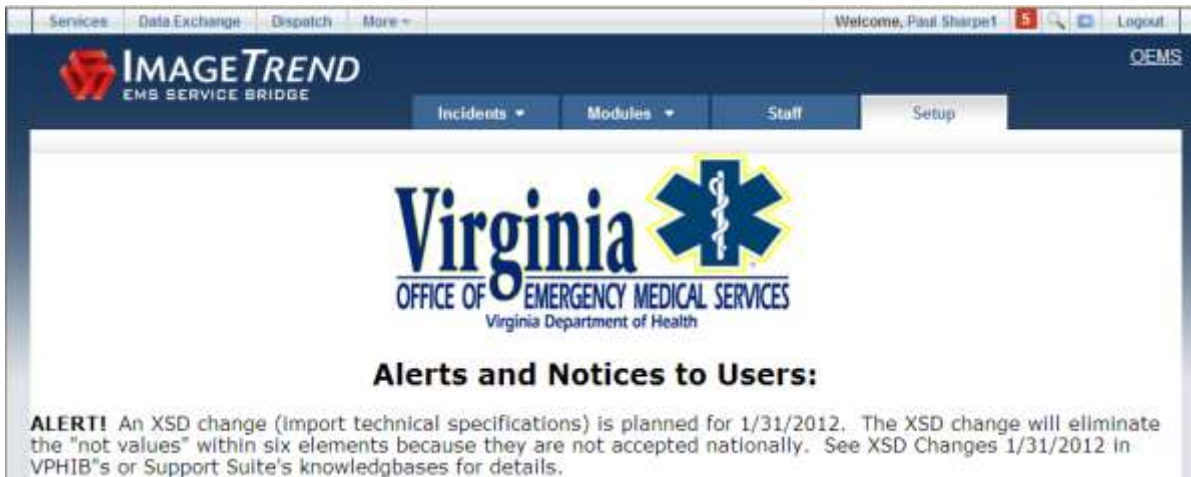 Services Data Exchange Dispatch More
Welcome, Paul Sharpe1 5 Logout
IMAGETREND
EMS SERVICE BRIDGE
OEMS
Incidents Modules Staff Setup
Virginia
OFFICE OF EMERGENCY MEDICAL SERVICES
Virginia Department of Health
Alerts and Notices to Users:
ALERT! An XSD change (import technical specifications) is planned for 1/31/2012. The XSD change will eliminate
the "not values" within six elements because they are not accepted nationally. See XSD Changes 1/31/2012 in
VPHIB"s or Support Suite's knowledgbases for details.